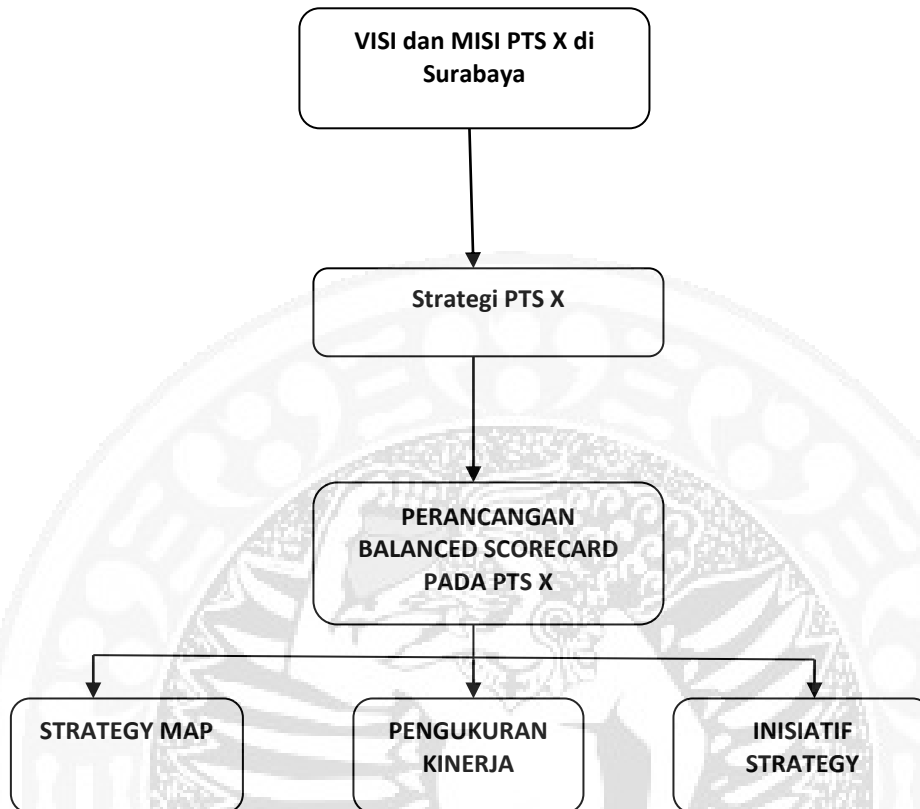 VISI dan MISI PTS X di
Surabaya
Strategi PTS X
PERANCANGAN
BALANCED SCORECARD
PADA PTS X
STRATEGY MAP
PENGUKURAN
KINERJA
INISIATIF
STRATEGY